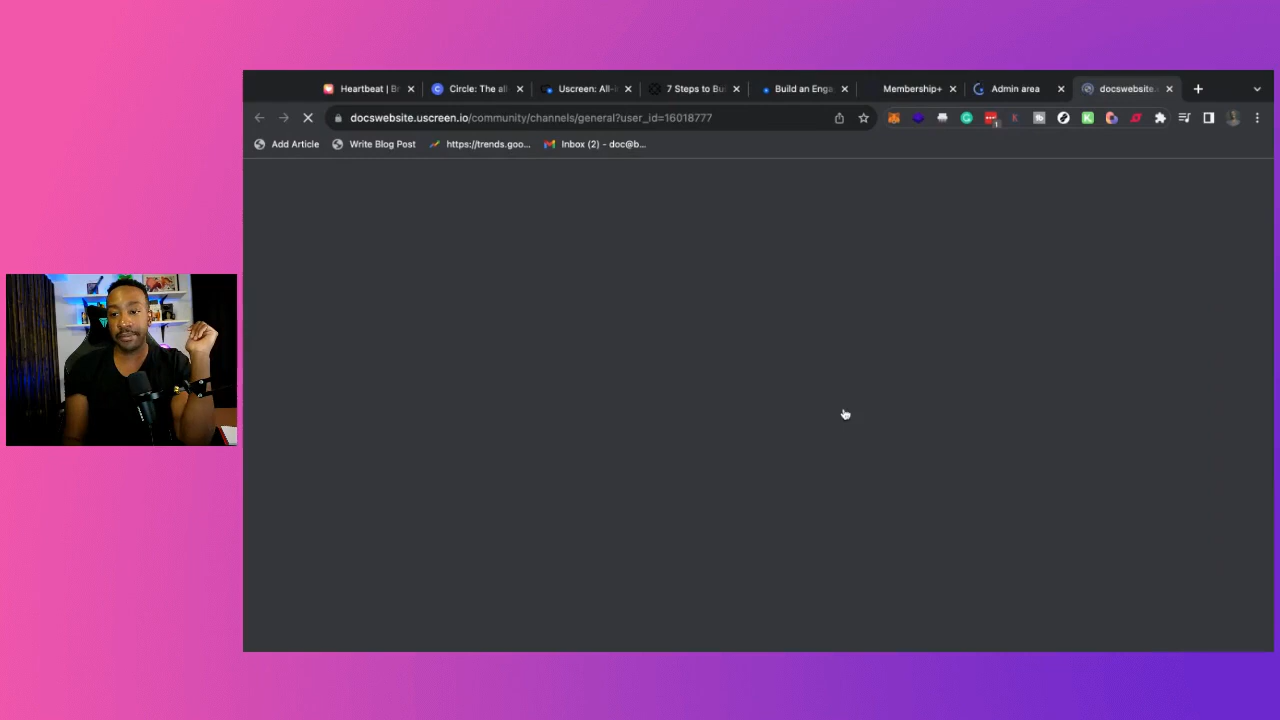 Heartbeat | Br
Circle: The all
Uscreen: All-i
7 Steps to Bu
Build an Enga
Membership+
Admin area
docswebsite.
docswebsite.uscreen.io/community/channels/general?user_id=16018777
1
Add Article
Write Blog Post
https://trends.goo...
Inbox (2) - doc@b...